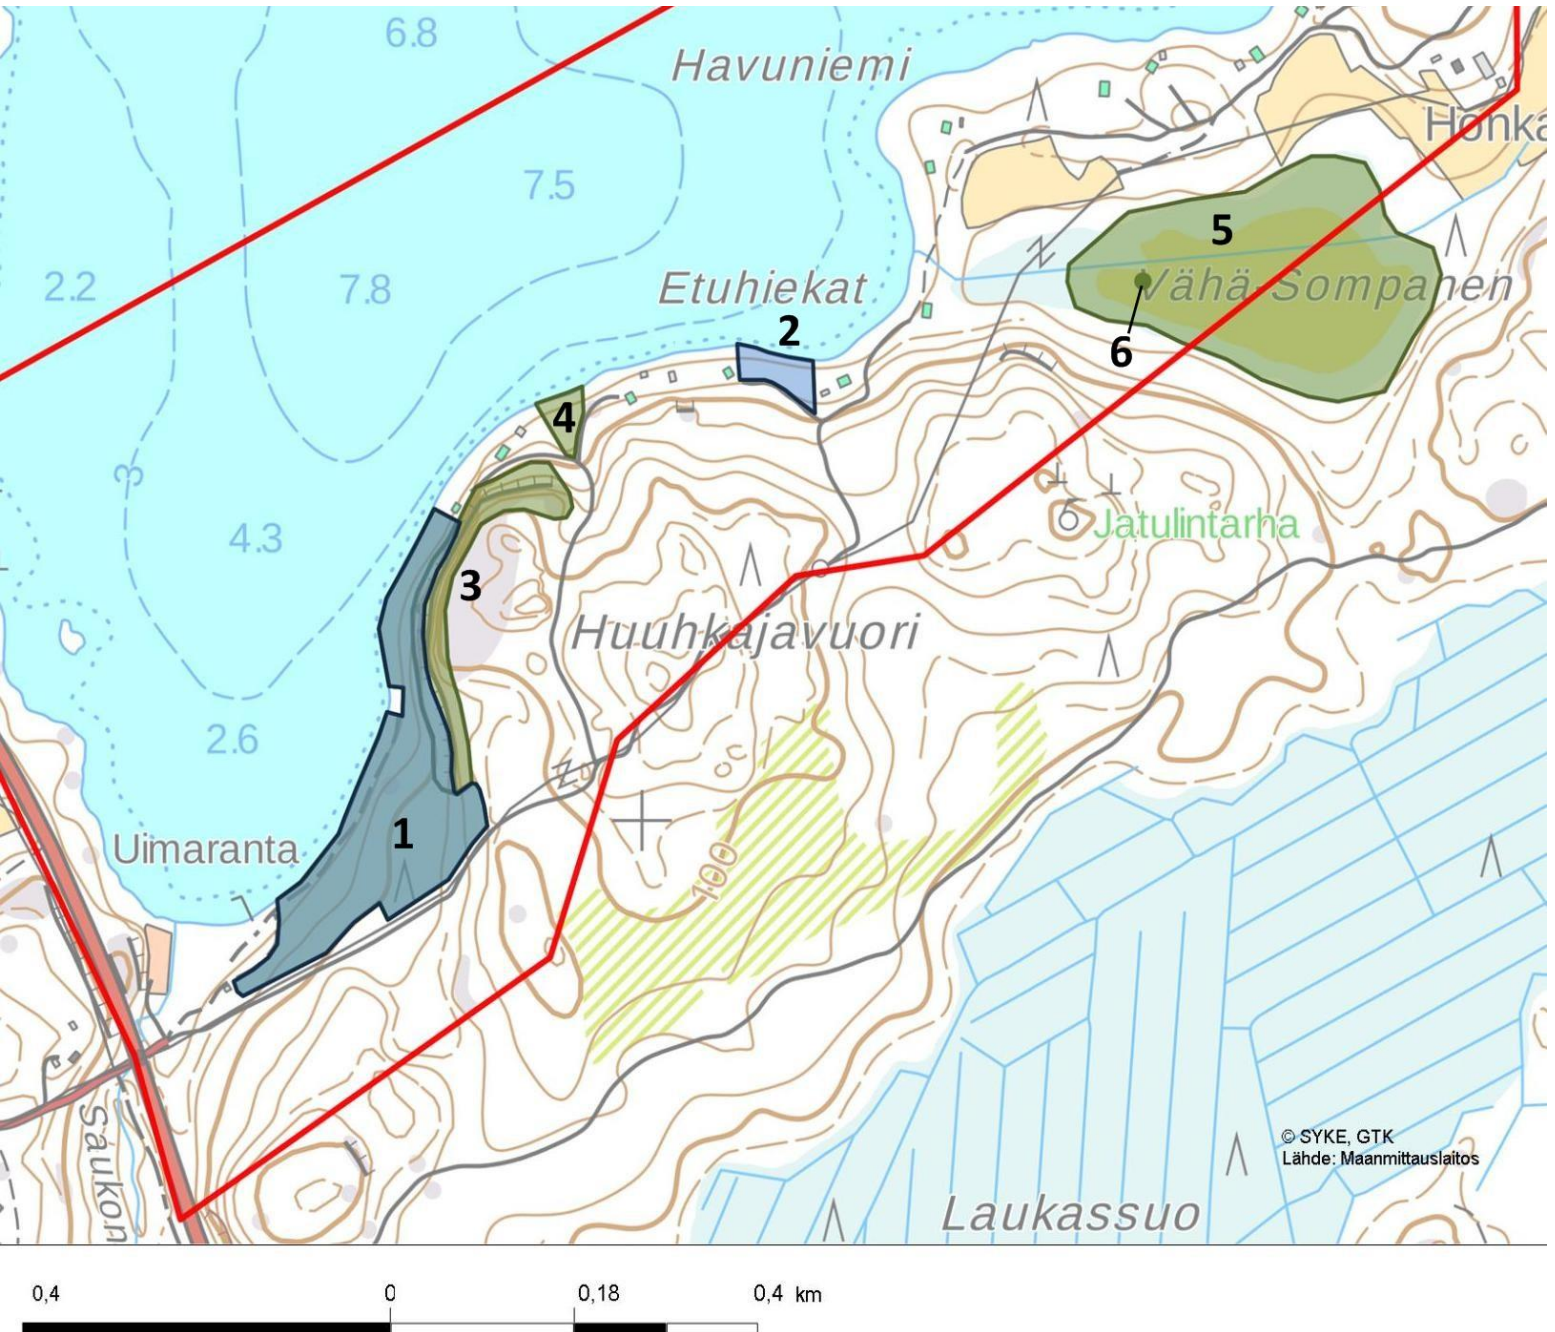 6.8
Havuniemi
Honka
7.5
5
2.2
7.8
Etuhiekat
Vähä-Sompanen
2
6
4
3
4.3
Jatulintarha
3
Huuhkajavuori
2.6
1
Uimaranta
100
© SYKE, GTK
Lähde: Maanmittauslaitos
Saukon
Laukassuo
0,4 0 0,18 0,4 km